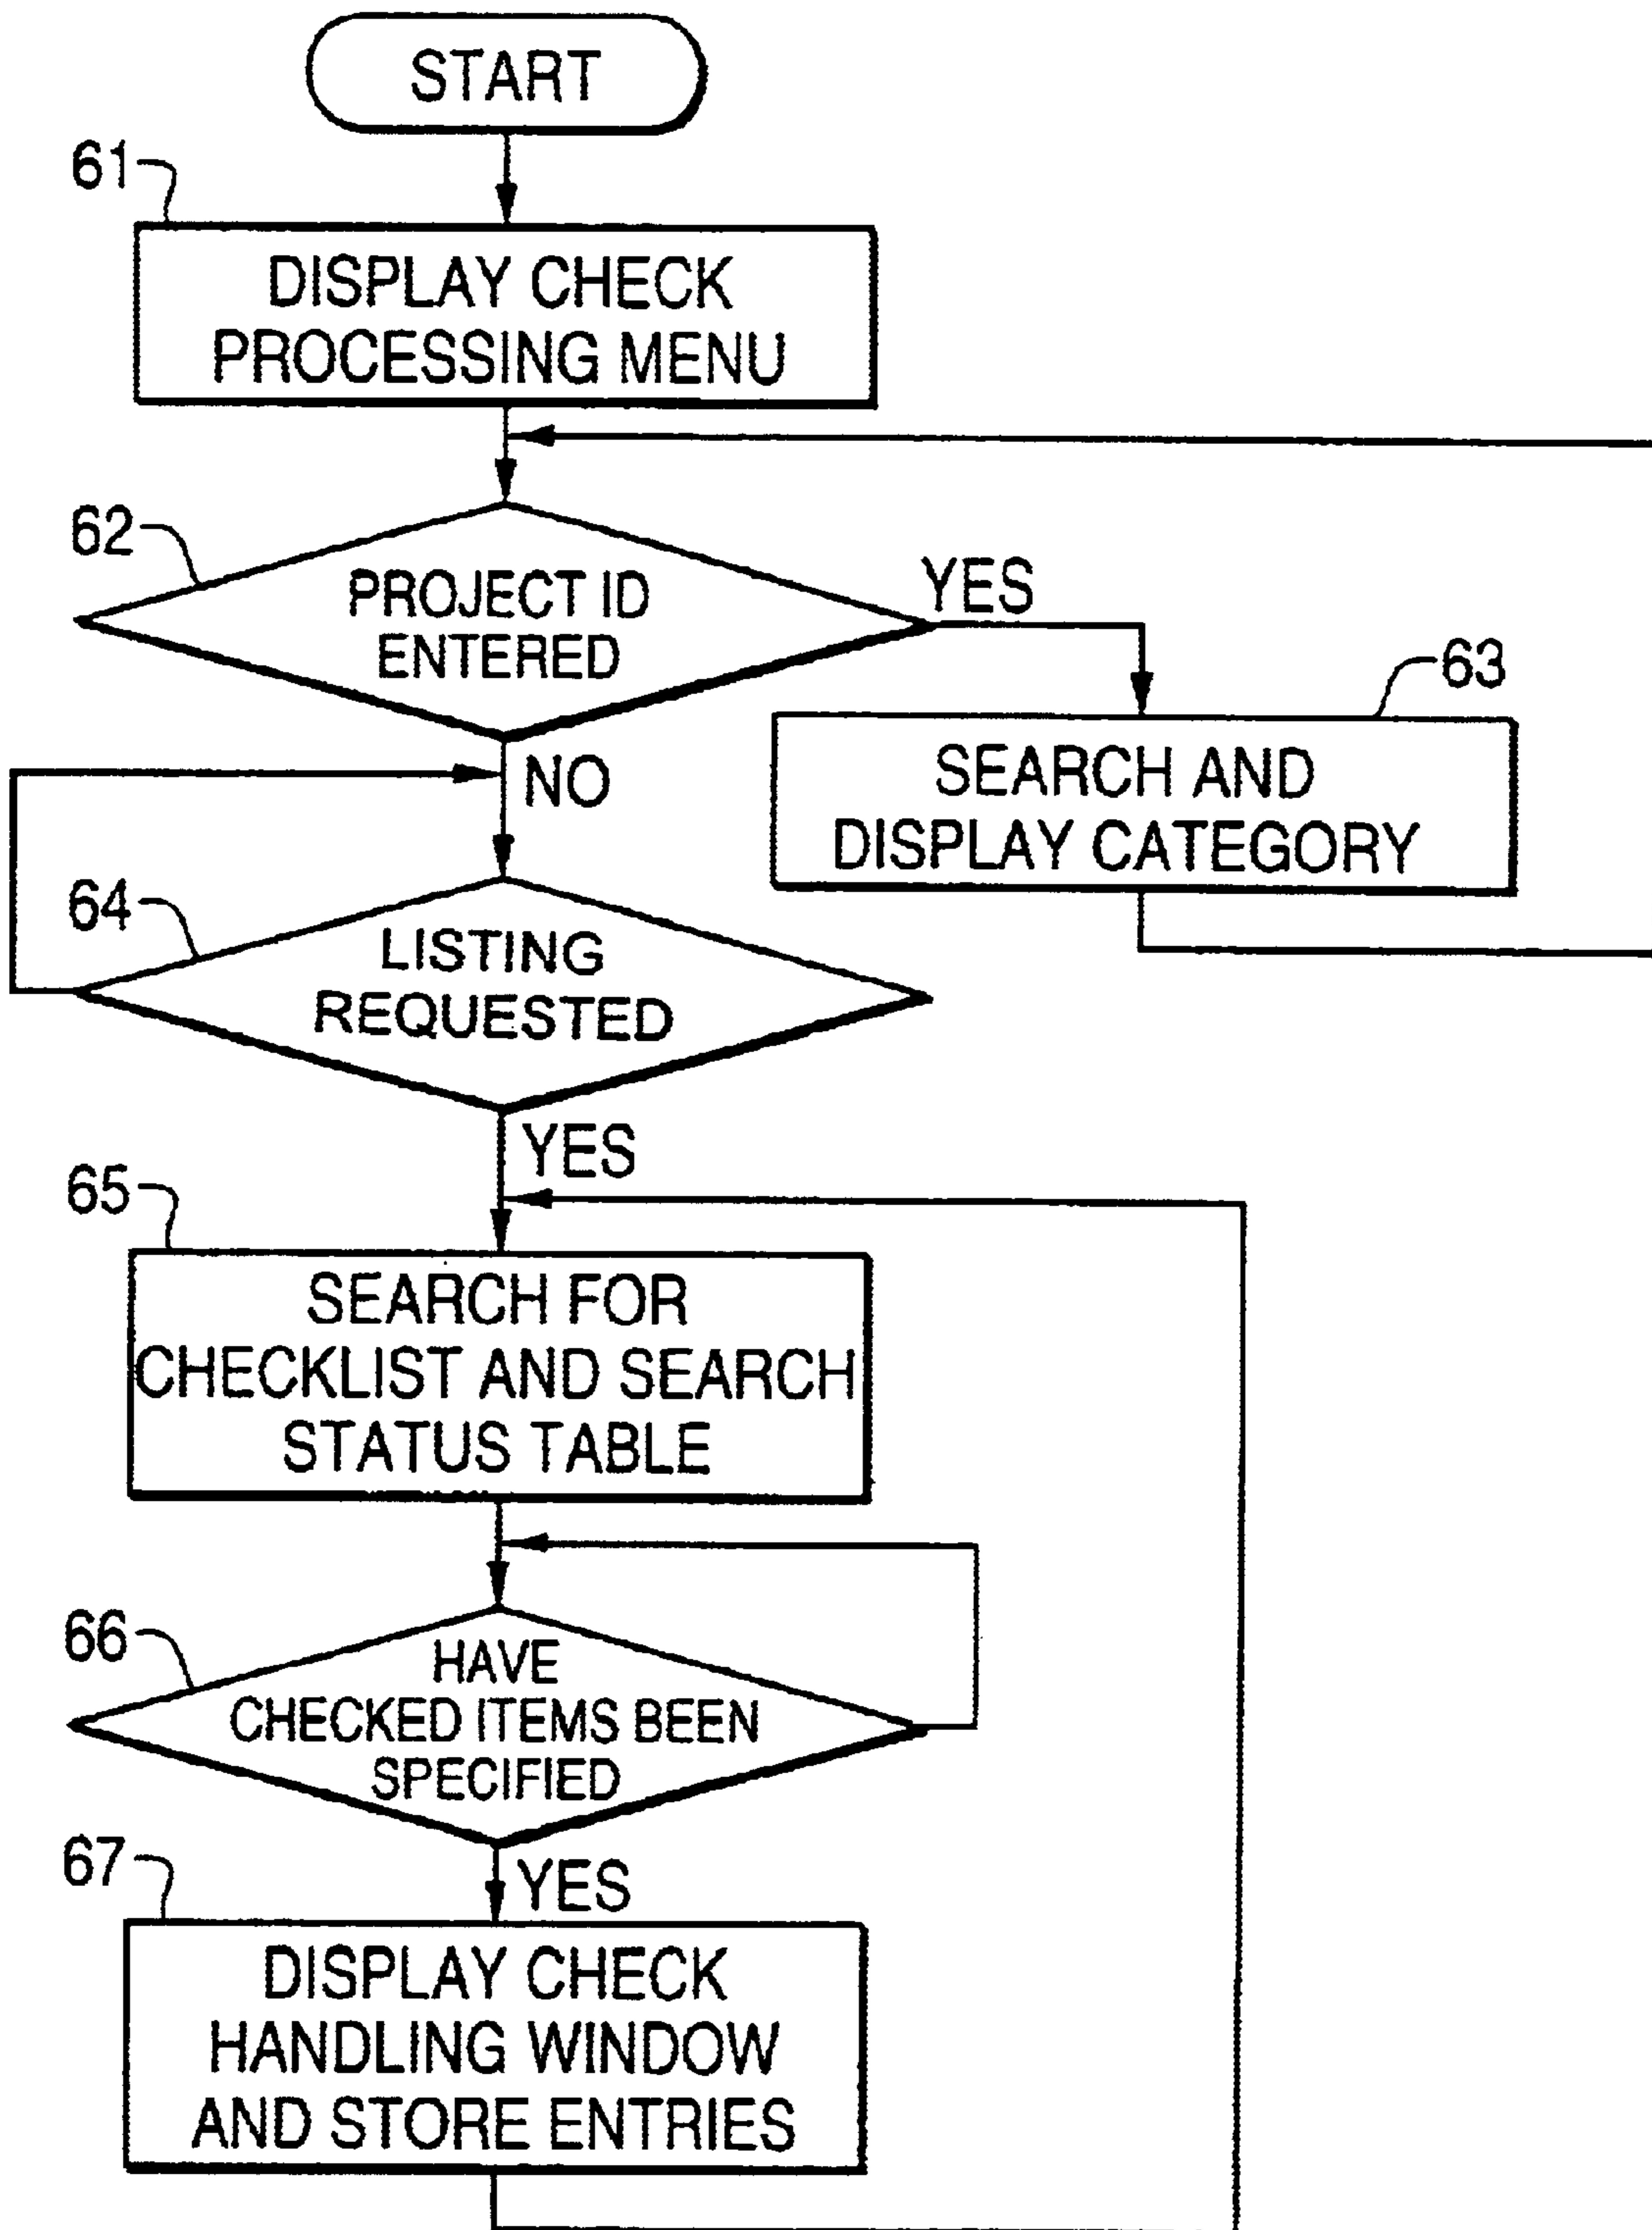 START
61
DISPLAY CHECK
PROCESSING MENU
62
PROJECT ID
ENTERED
YES
63
SEARCH AND
DISPLAY CATEGORY
NO
64
LISTING
REQUESTED
YES
65
SEARCH FOR
CHECKLIST AND SEARCH
STATUS TABLE
66
HAVE
CHECKED ITEMS BEEN
SPECIFIED
YES
67
DISPLAY CHECK
HANDLING WINDOW
AND STORE ENTRIES